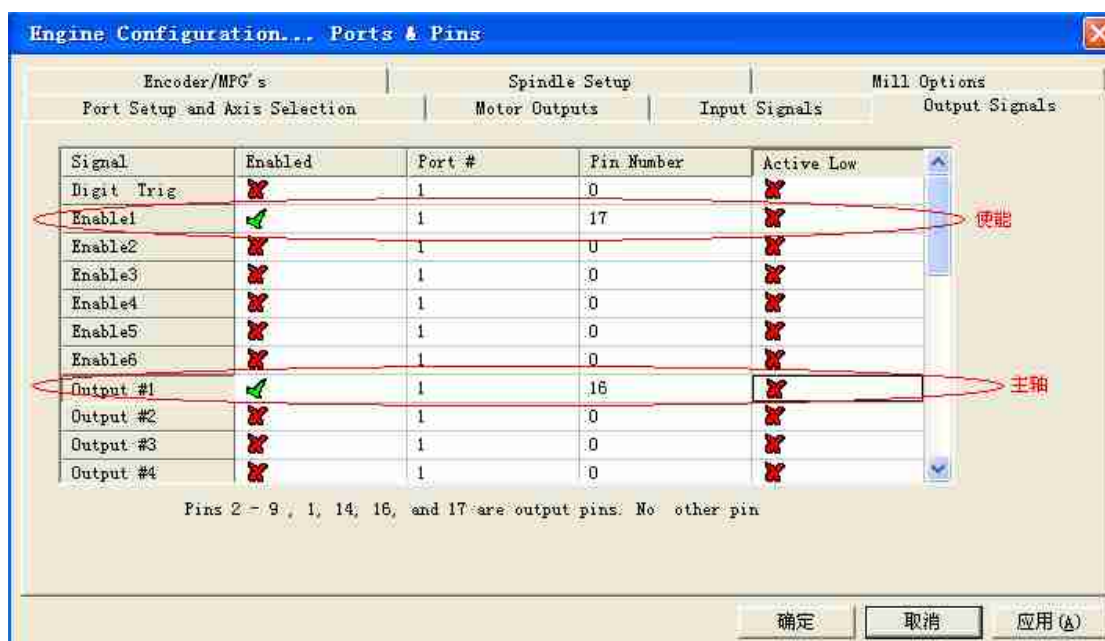 Engine Configuration... Ports & Pins
Encoder/MPG's Spindle Setup Mill Options
Port Setup and Axis Selection Motor Outputs Input Signals Output Signals
Signal Enabled Port # Pin Number Active Low
Digit Trig 1 0
Enable1 1 17 使能
Enable2 1 0
Enable3 1 0
Enable4 1 0
Enable5 1 0
Enable6 1 0
Output #1 1 16 主轴
Output #2 1 0
Output #3 1 0
Output #4 1 0
Pins 2 - 9 , 1, 14, 16, and 17 are output pins. No other pin
确定 取消 应用(A)